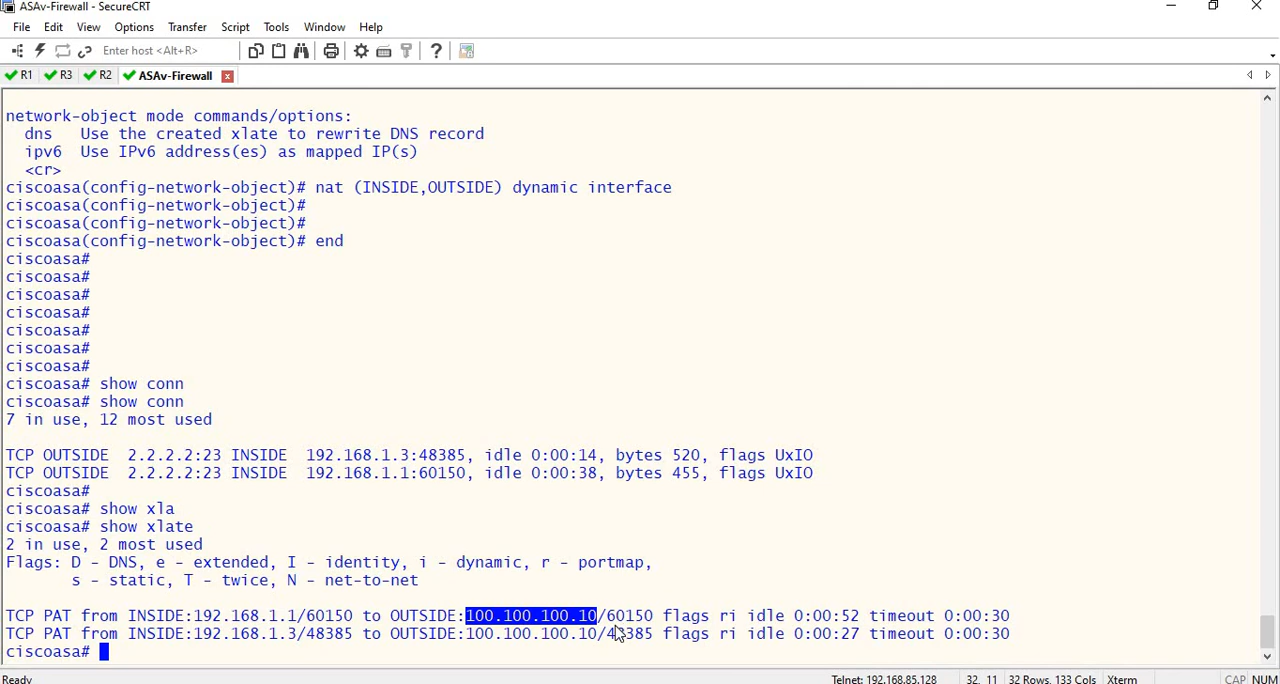 ASAv-Firewall - SecureCRT
File Edit View Options Transfer Script Tools Window Help
Enter host <Alt+R>
R1 R3 R2 ASAv-Firewall
network-object mode commands/options:
dns Use the created xlate to rewrite DNS record
ipv6 Use IPv6 address(es) as mapped IP(s)
<cr>
ciscoasa(config-network-object)# nat (INSIDE,OUTSIDE) dynamic interface
ciscoasa(config-network-object)#
ciscoasa(config-network-object)#
ciscoasa(config-network-object)# end
ciscoasa#
ciscoasa#
ciscoasa#
ciscoasa#
ciscoasa#
ciscoasa#
ciscoasa#
ciscoasa# show conn
ciscoasa# show conn
7 in use, 12 most used
TCP OUTSIDE 2.2.2.2:23 INSIDE 192.168.1.3:48385, idle 0:00:14, bytes 520, flags UxIO
TCP OUTSIDE 2.2.2.2:23 INSIDE 192.168.1.1:60150, idle 0:00:38, bytes 455, flags UxIO
ciscoasa#
ciscoasa# show xla
ciscoasa# show xlate
2 in use, 2 most used
Flags: D - DNS, e - extended, I - identity, i - dynamic, r - portmap,
s - static, T - twice, N - net-to-net
TCP PAT from INSIDE:192.168.1.1/60150 to OUTSIDE:100.100.100.10/60150 flags ri idle 0:00:52 timeout 0:00:30
TCP PAT from INSIDE:192.168.1.3/48385 to OUTSIDE:100.100.100.10/48385 flags ri idle 0:00:27 timeout 0:00:30
ciscoasa#
Ready Telnet: 192.168.85.128 32, 11 32 Rows, 133 Cols Xterm CAP NUM